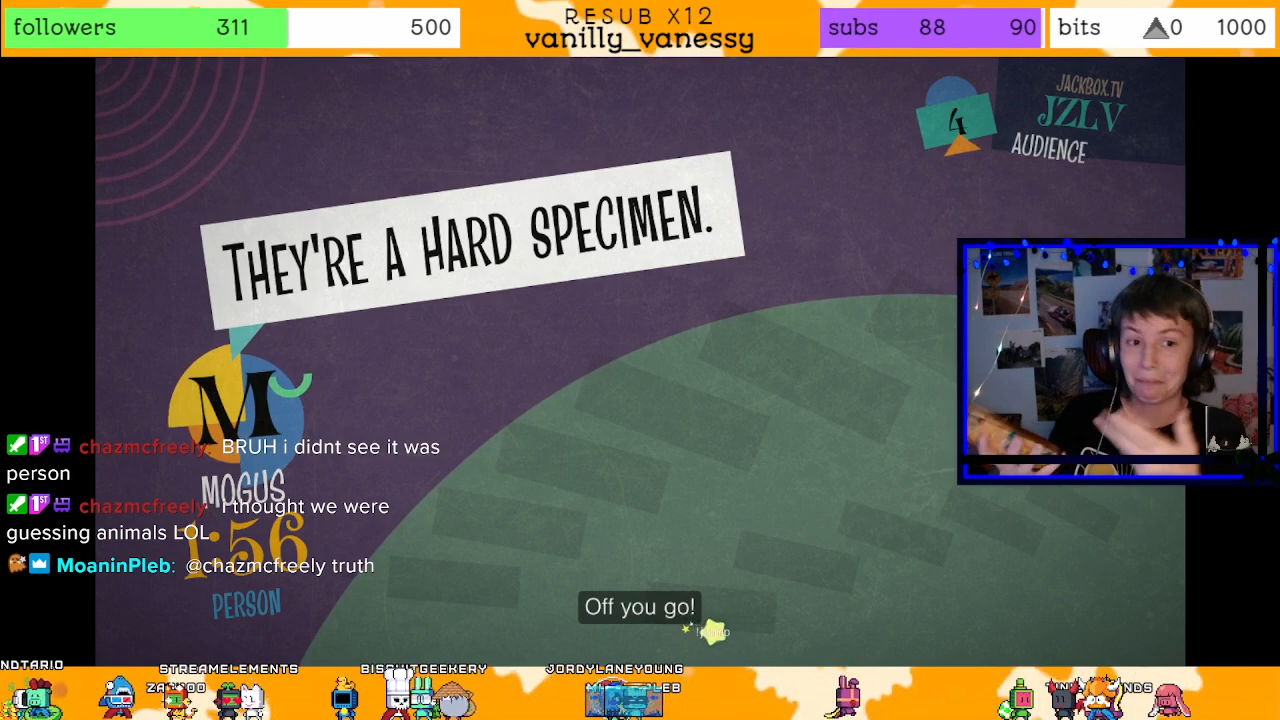 followers 311 500
RESUB X12
vanilly_vanessy
subs 88 90
bits 0 1000
JACKBOX.TV
JZLV
AUDIENCE
4
THEY'RE A HARD SPECIMEN.
M
chazmcfreely: BRUH i didnt see it was
person
MOGUS
chazmcfreely: I thought we were
guessing animals LOL
1:56
MoaninPleb: @chazmcfreely truth
PERSON
Off you go!
NDTARIO
STREAMELEMENTS
BISCUITGEEKERY
JORDYLANEYOUNG